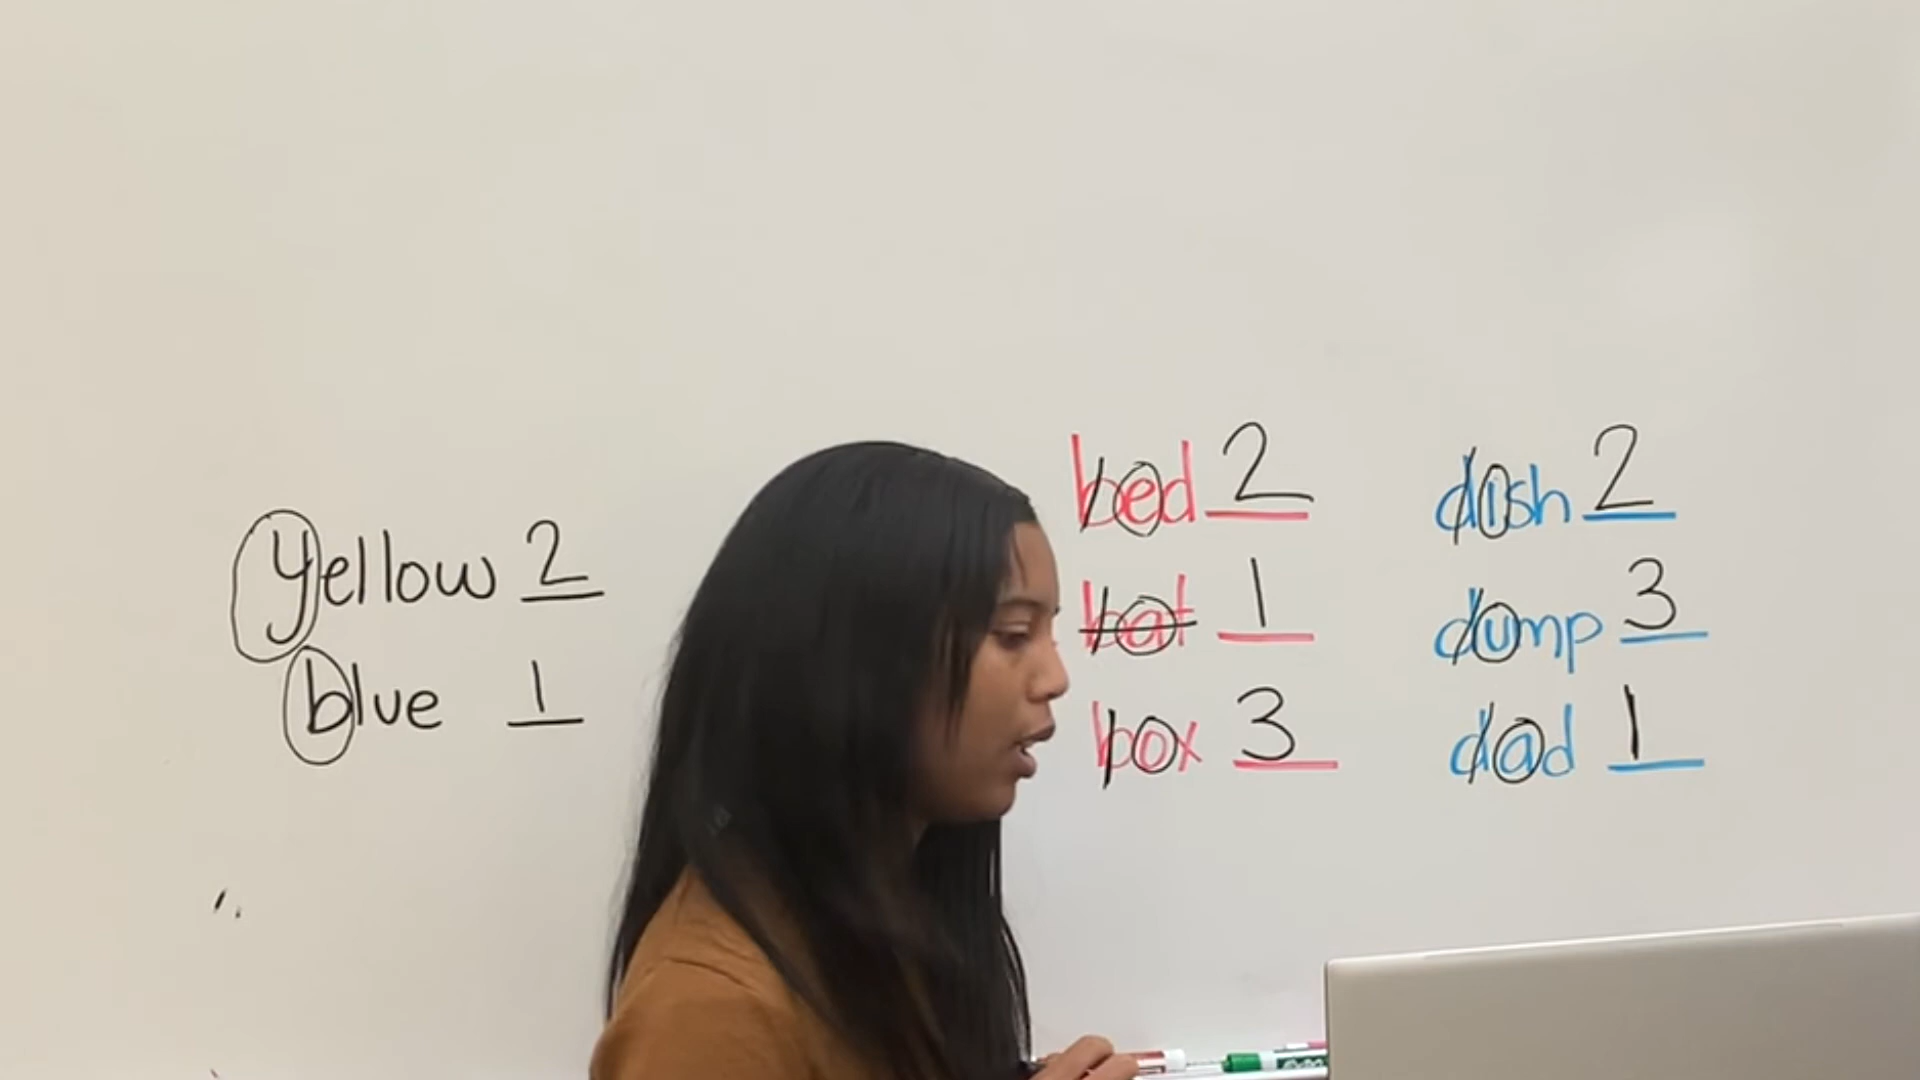 yellow 2
blue 1
bed 2
bat 1
box 3
dish 2
dump 3
dad 1